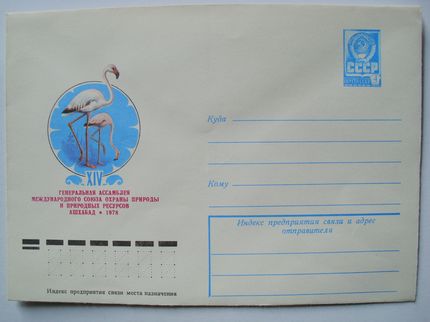 СССР
Куда
XIV
ГЕНЕРАЛЬНАЯ АССАМБЛЕЯ
МЕЖДУНАРОДНОГО СОЮЗА ОХРАНЫ ПРИРОДЫ
И ПРИРОДНЫХ РЕСУРСОВ
АШХАБАД • 1978
Кому
Индекс предприятия связи и адрес
отправителя
Индекс предприятия связи места назначения